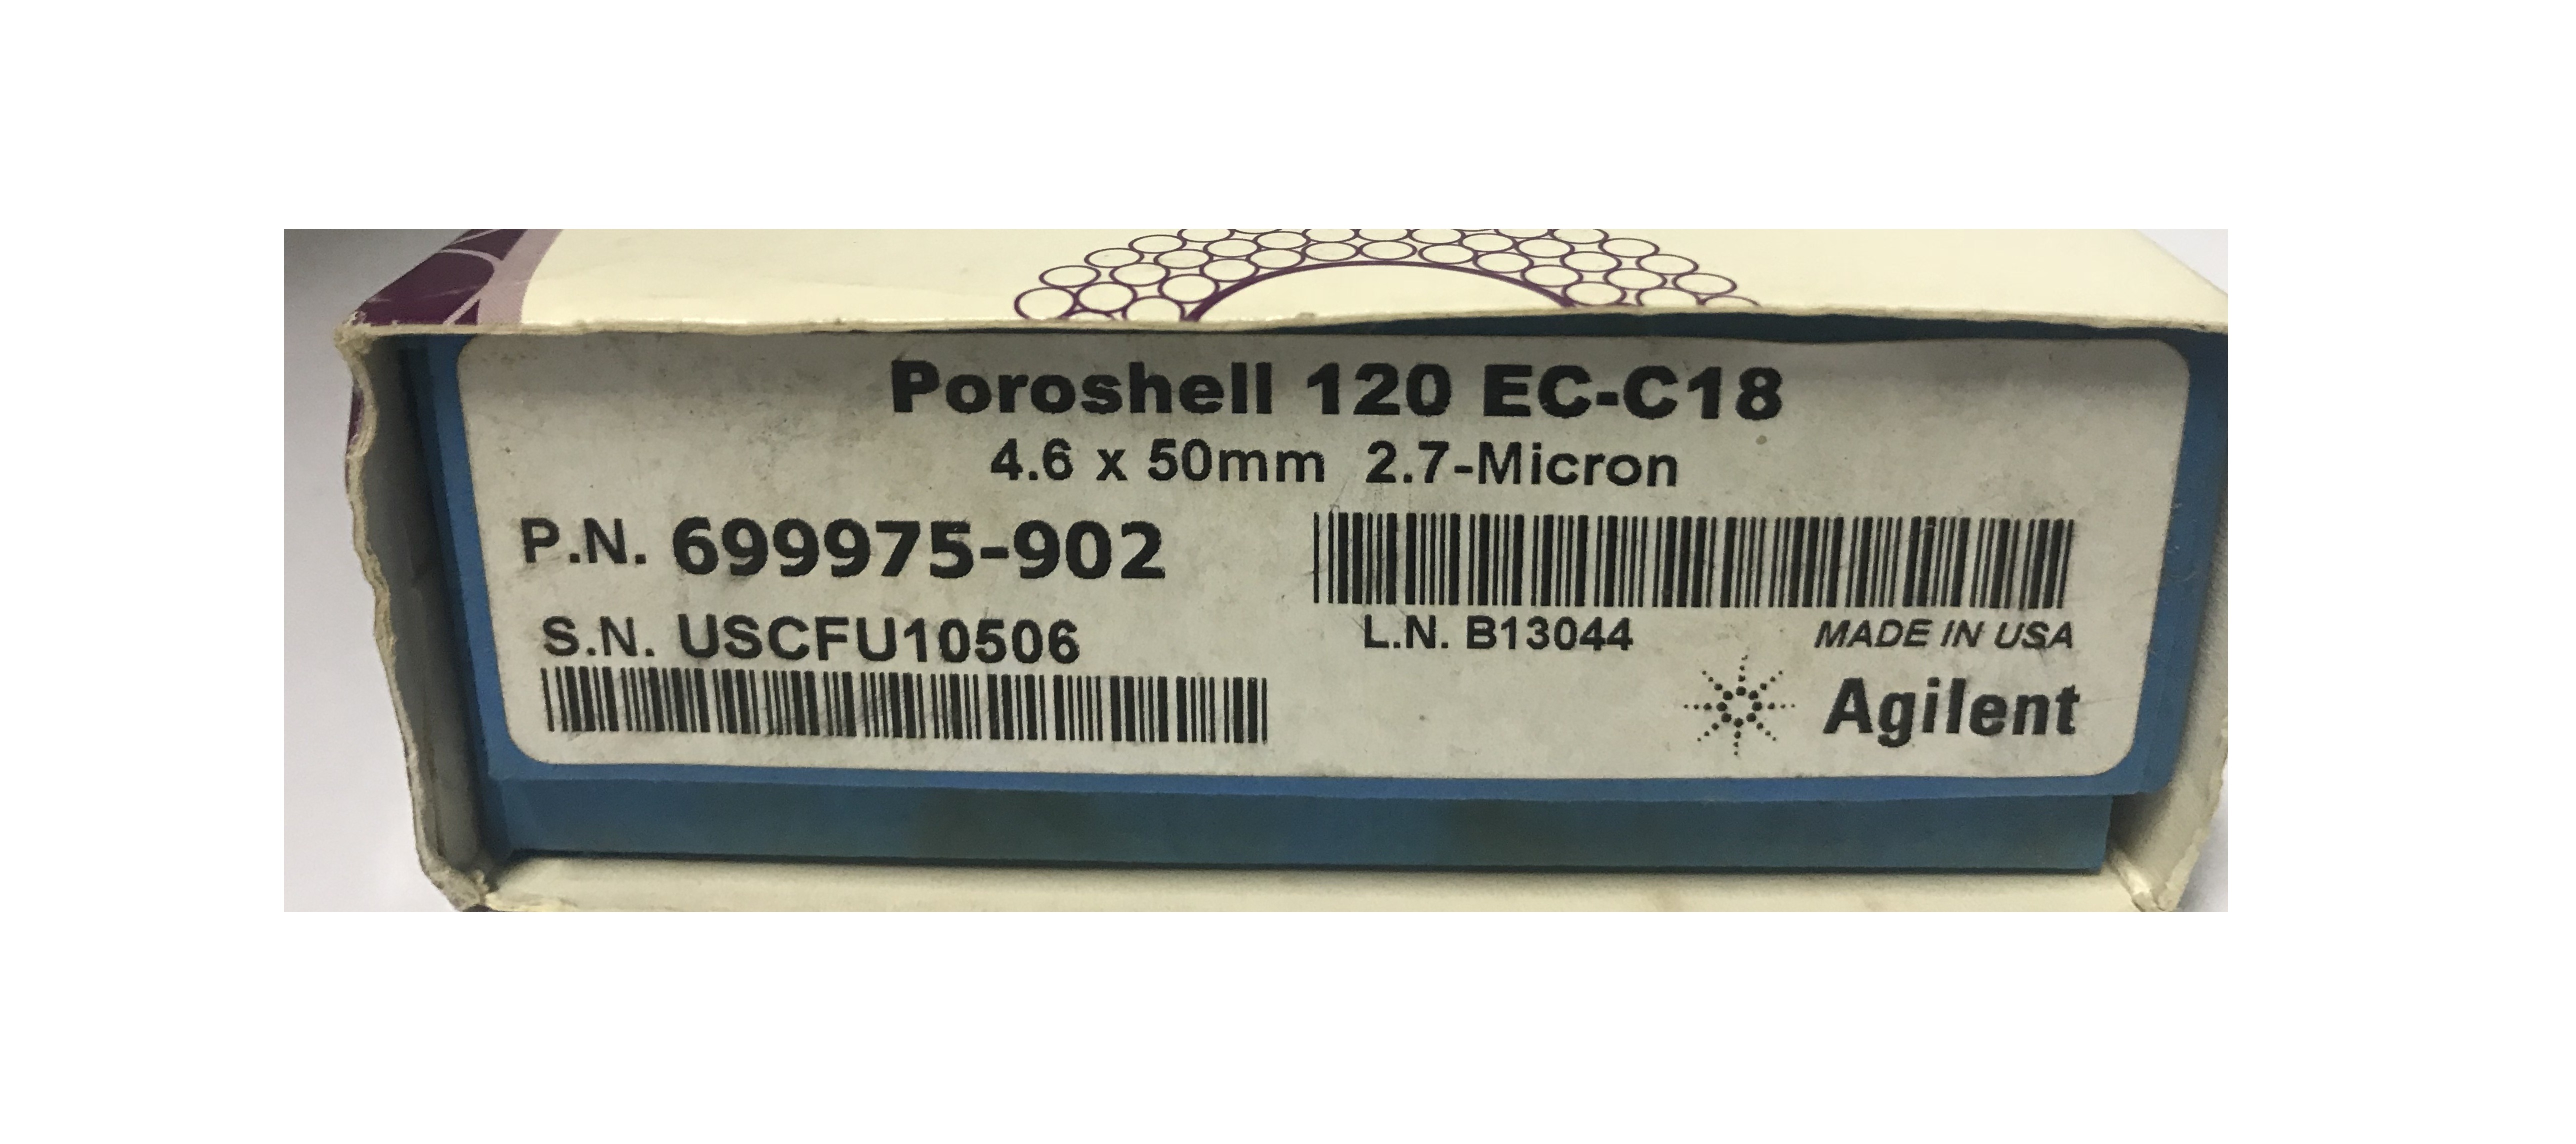 Poroshell 120 EC-C18
4.6 x 50mm 2.7-Micron
P.N. 699975-902
S.N. USCFU10506
L.N. B13044 MADE IN USA
Agilent